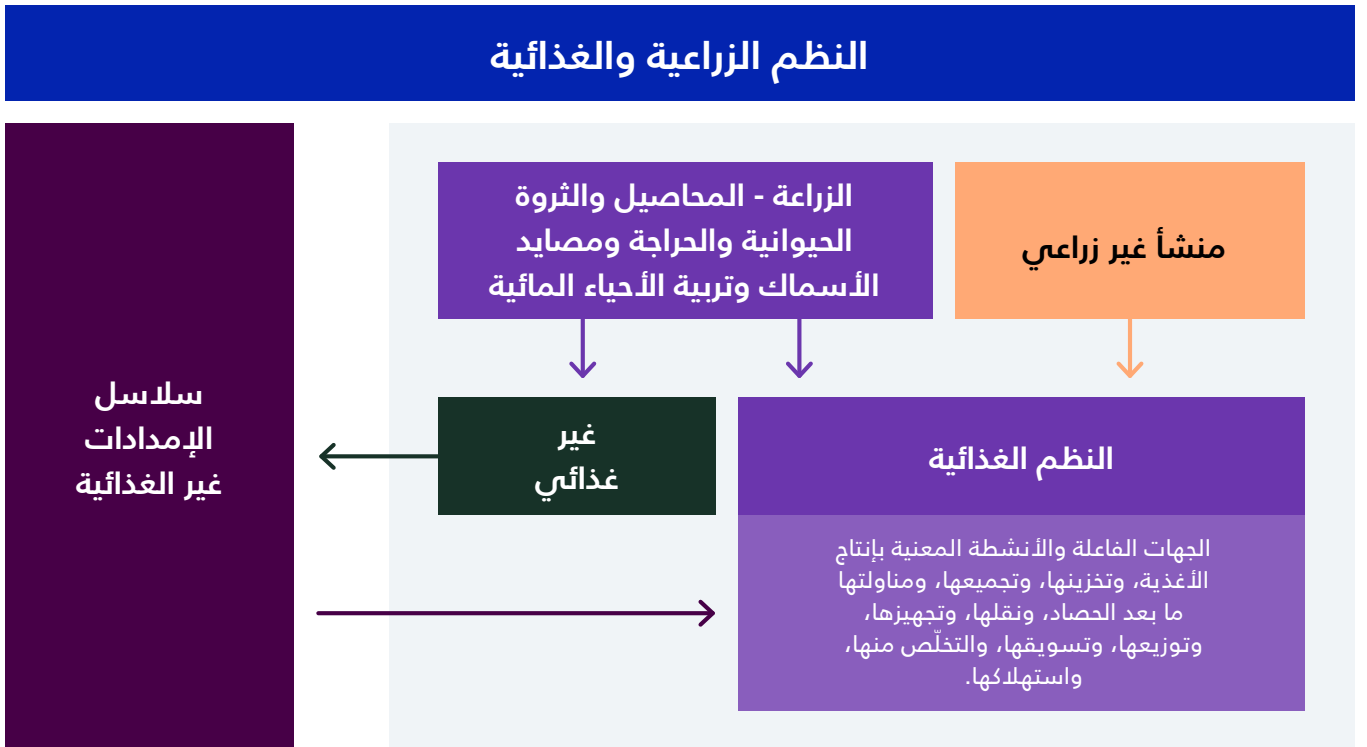 النظم الزراعية والغذائية
منشأ غير زراعي
الزراعة - المحاصيل والثروة
الحيوانية والحراجة ومصايد
الأسماك وتربية الأحياء المائية
النظم الغذائية
الجهات الفاعلة والأنشطة المعنية بإنتاج
الأغذية، وتخزينها، وتجميعها، ومناولتها
ما بعد الحصاد، ونقلها، وتجهيزها،
وتوزيعها، وتسويقها، والتخلّص منها،
واستهلاكها.
غير
غذائي
سلاسل
الإمدادات
غير الغذائية